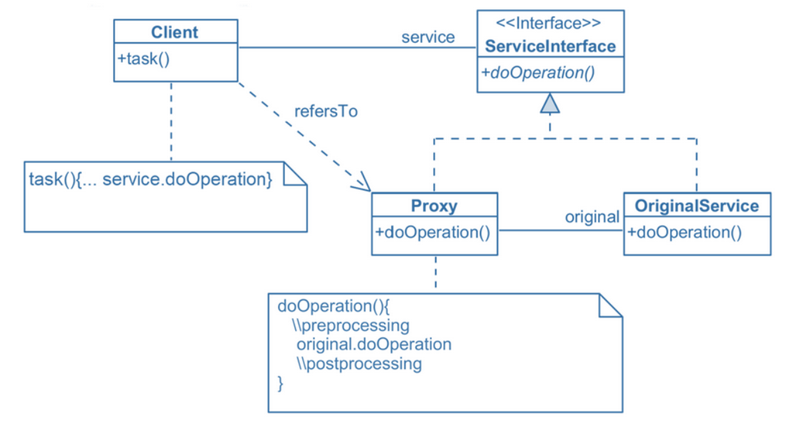 Client
+task()
service
<<Interface>>
ServiceInterface
+doOperation()
refersTo
task(){... service.doOperation}
Proxy
+doOperation()
original
OriginalService
+doOperation()
doOperation(){
\\preprocessing
original.doOperation
\\postprocessing
}